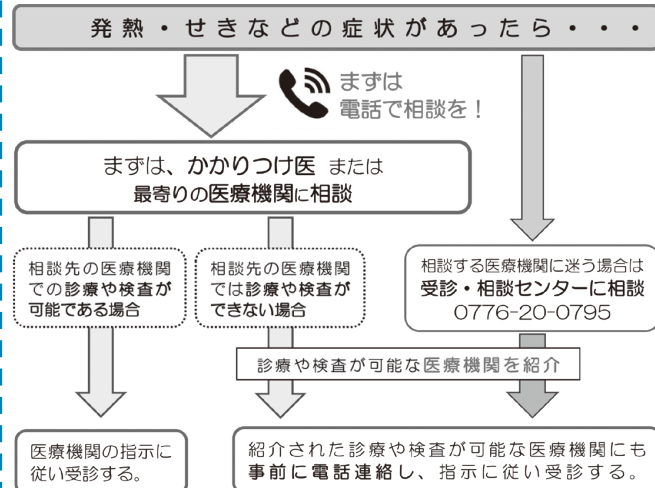 発熱・せきなどの症状があったら・・・
まずは
電話で相談を！
まずは、かかりつけ医 または
最寄りの医療機関に相談
相談先の医療機関
での診療や検査が
可能である場合
相談先の医療機関
では診療や検査が
できない場合
相談する医療機関に迷う場合は
受診・相談センターに相談
0776-20-0795
診療や検査が可能な医療機関を紹介
医療機関の指示に
従い受診する。
紹介された診療や検査が可能な医療機関にも
事前に電話連絡し、指示に従い受診する。